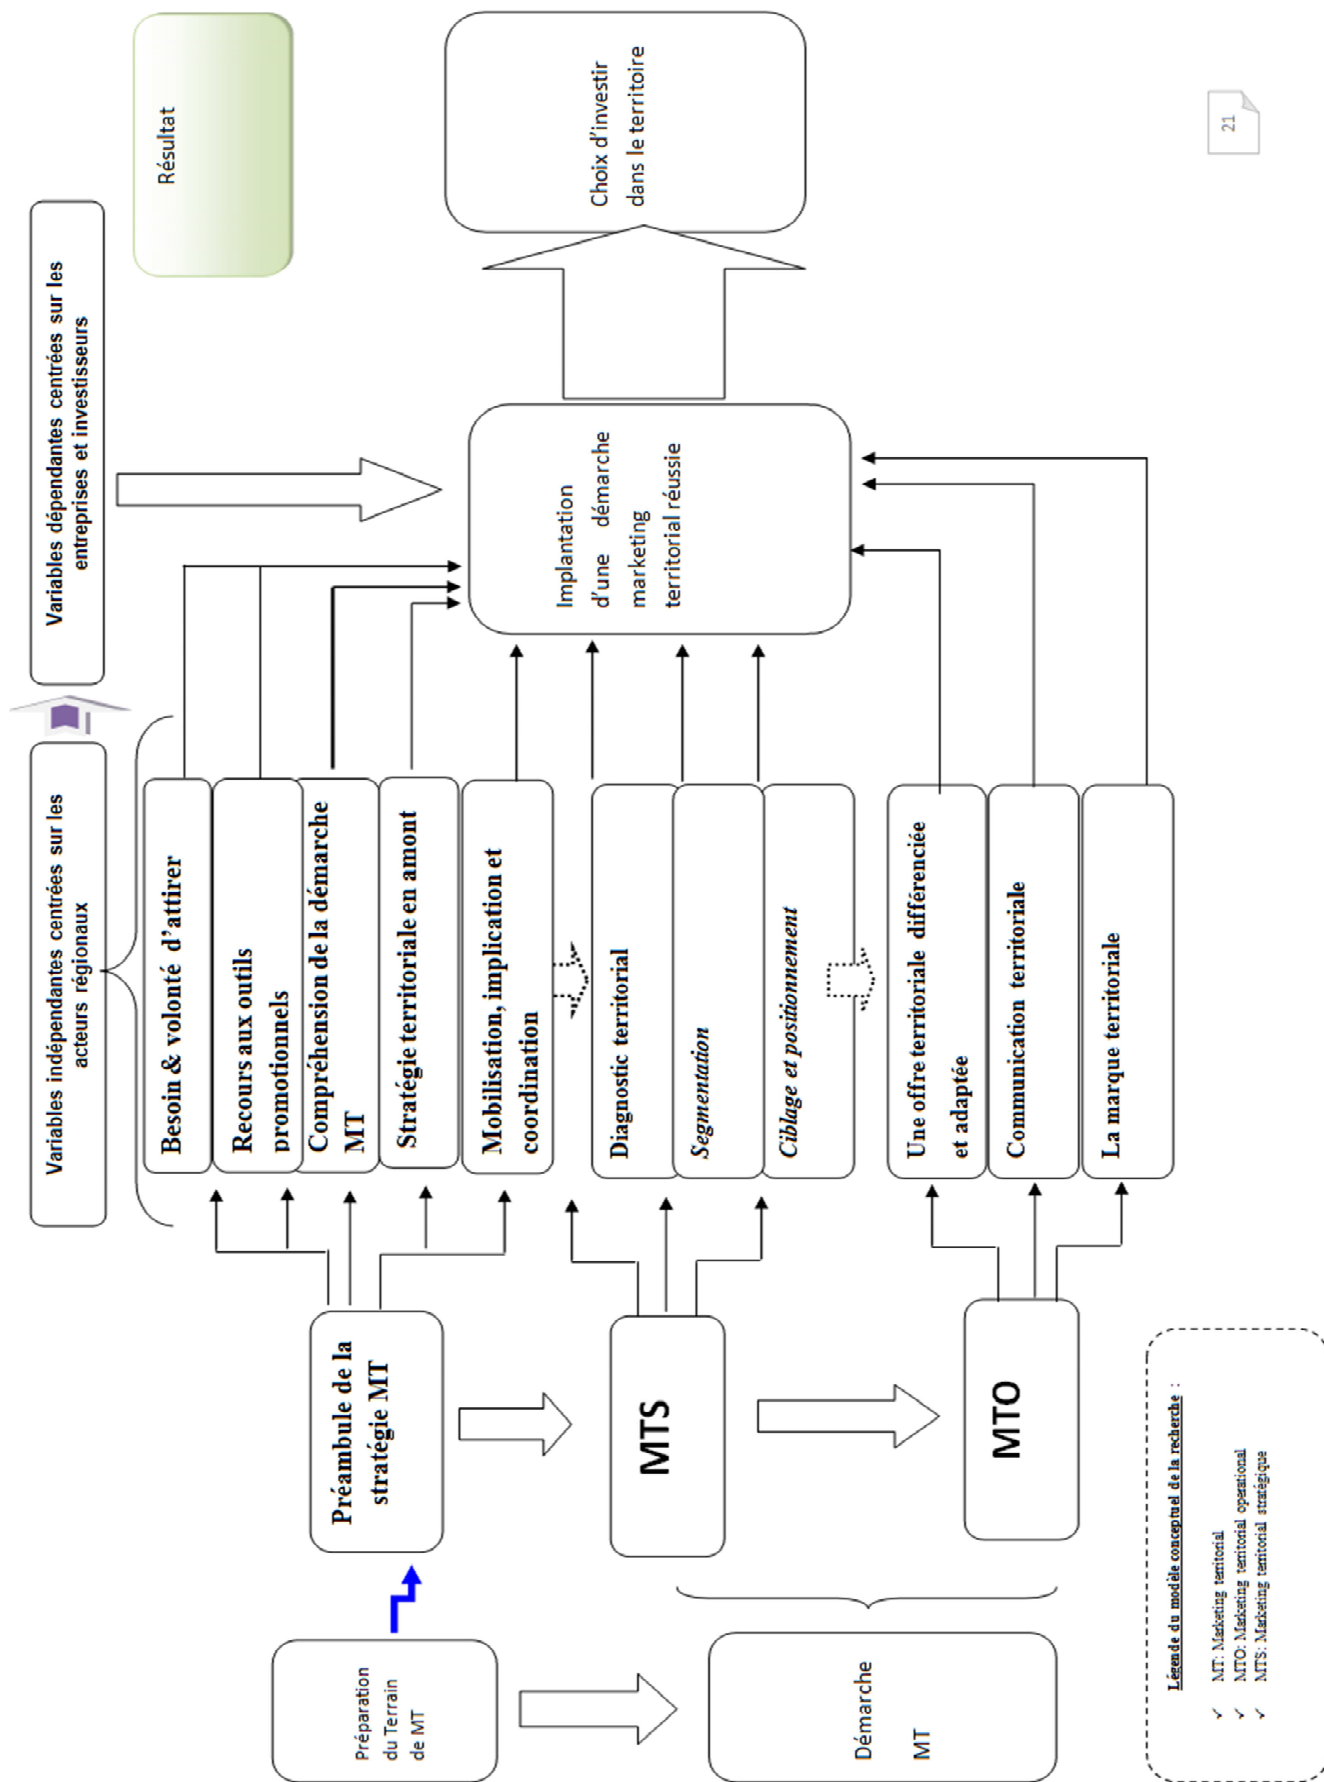 Variables indépendantes centrées sur les
acteurs régionaux
Variables dépendantes centrées sur les
entreprises et investisseurs
Résultat
Préparation
du Terrain
de MT
Préambule de la
stratégie MT
Besoin & volonté d’attirer
Recours aux outils
promotionnels
Compréhension de la démarche
MT
Stratégie territoriale en amont
Mobilisation, implication et
coordination
Démarche
MT
MTS
Diagnostic territorial
Segmentation
Ciblage et positionnement
MTO
Une offre territoriale différenciée
et adaptée
Communication territoriale
La marque territoriale
Implantation
d’une démarche
marketing
territorial réussie
Choix d’investir
dans le territoire
Légende du modèle conceptuel de la recherche :
✓ MT: Marketing territorial
✓ MTO: Marketing territorial operational
✓ MTS: Marketing territorial stratégique
21